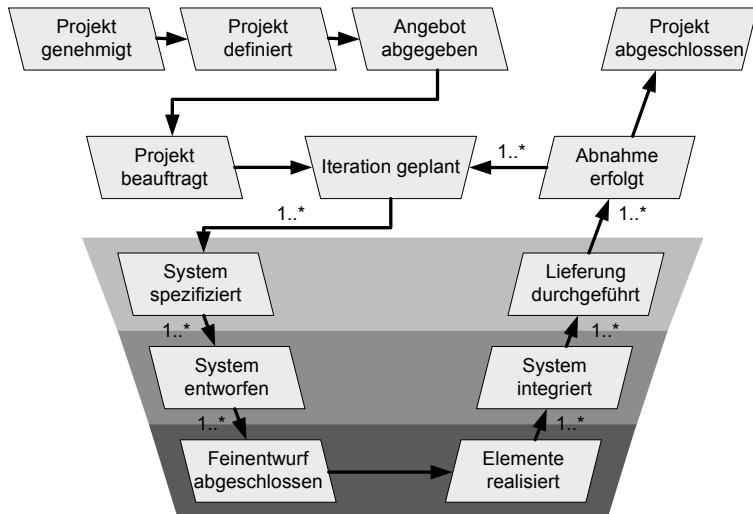 Projekt
genehmigt
Projekt
definiert
Angebot
abgegeben
Projekt
abgeschlossen
Projekt
beauftragt
Iteration geplant
1..*
Abnahme
erfolgt
1..*
1..*
System
spezifiziert
Lieferung
durchgeführt
1..*
1..*
System
entworfen
System
integriert
1..*
1..*
Feinentwurf
abgeschlossen
Elemente
realisiert